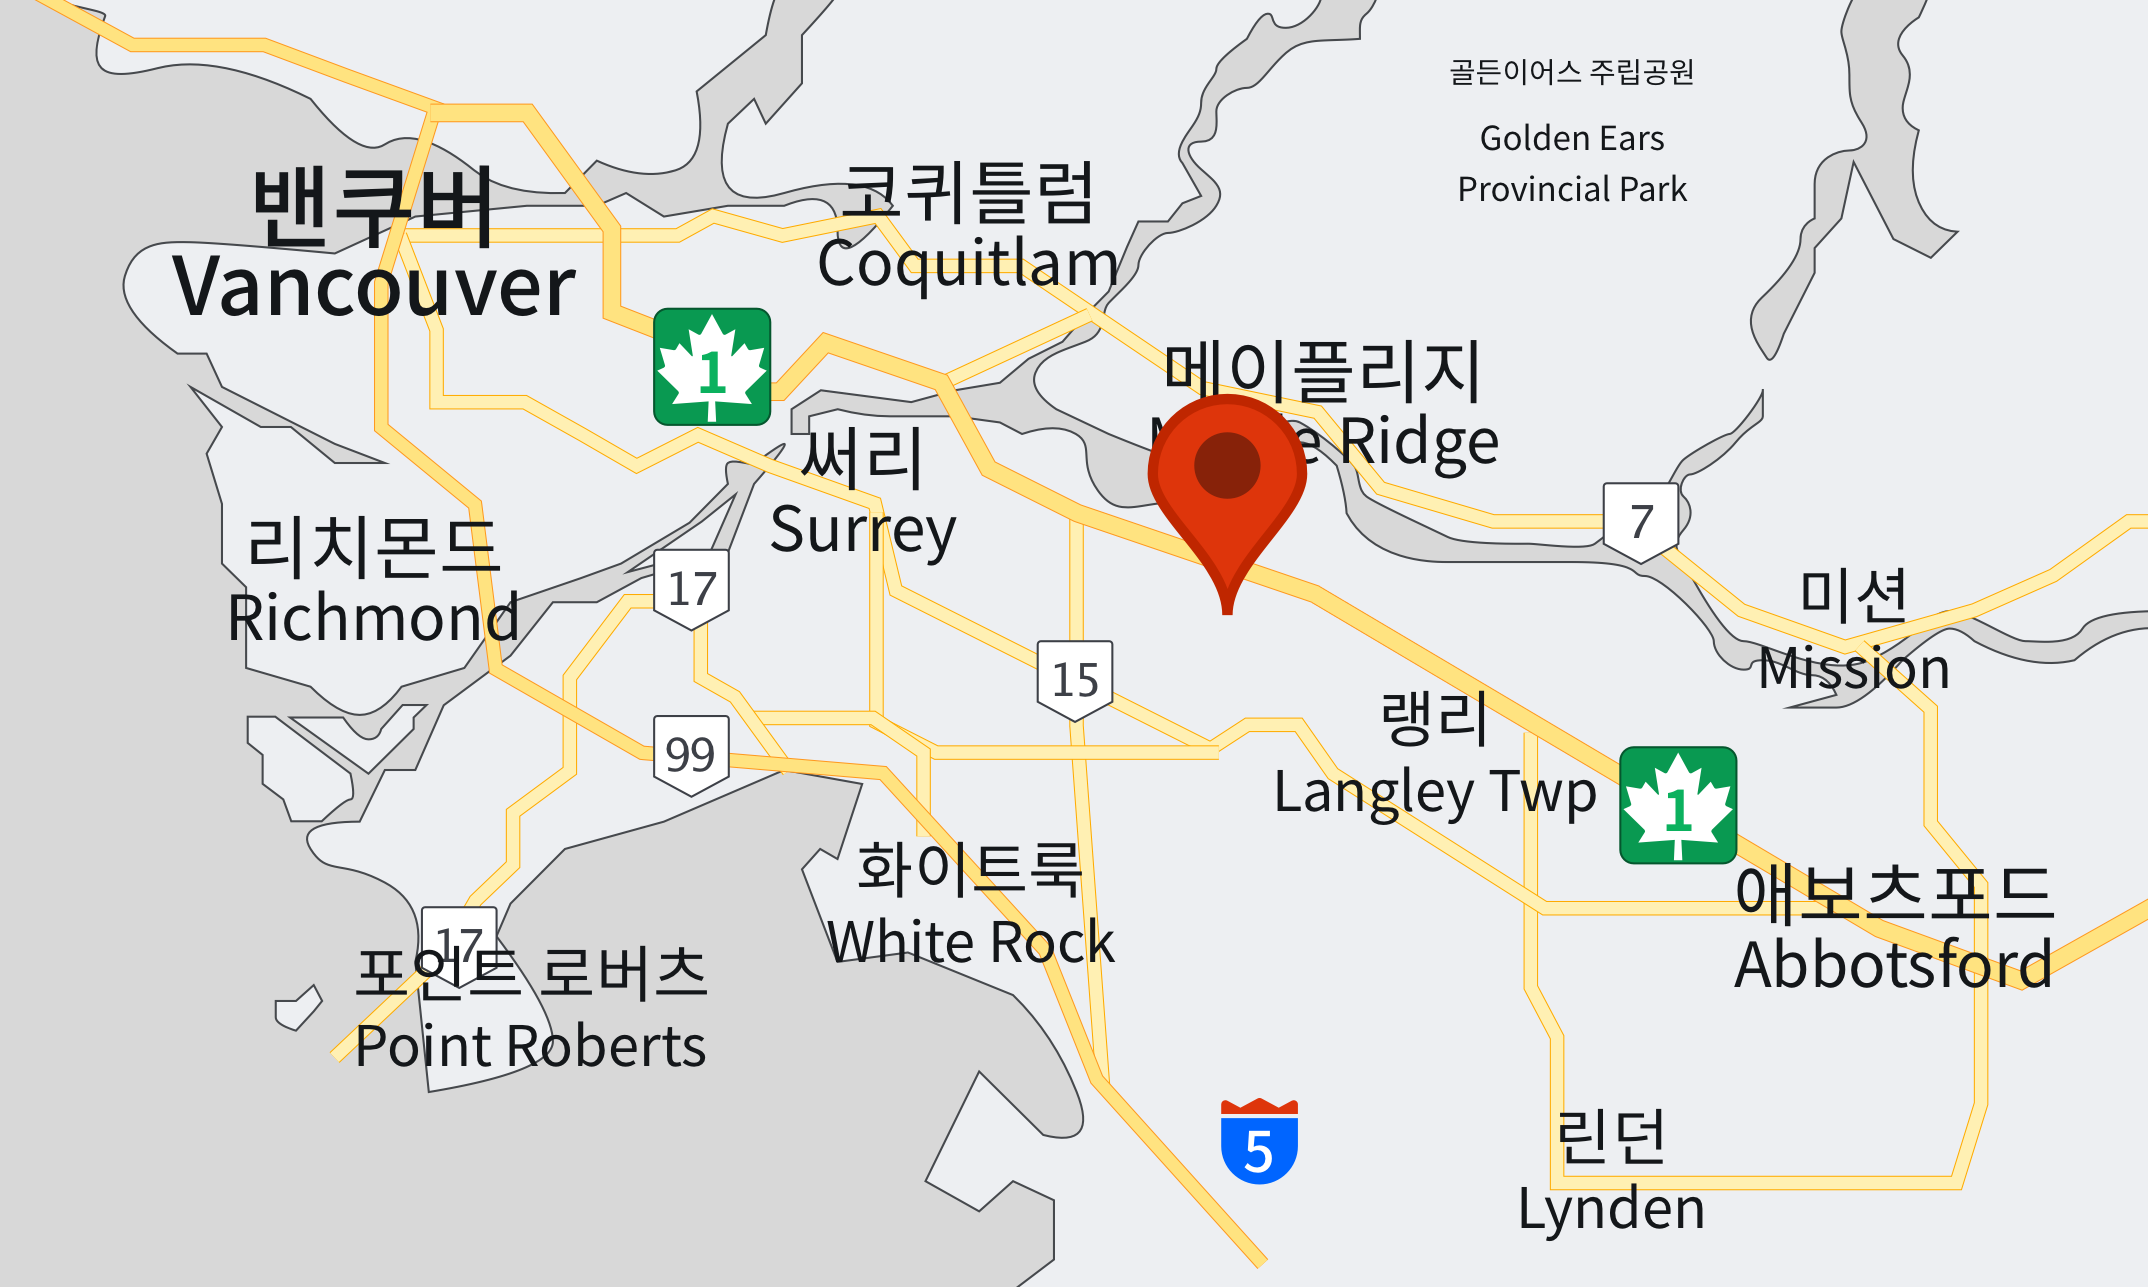 골든이어스 주립공원
Golden Ears
Provincial Park
밴쿠버
Vancouver
코퀴틀럼
Coquitlam
1
메이플리지
Ridge
써리
Surrey
7
리치몬드
Richmond
17
미션
Mission
15
랭리
Langley Twp
99
1
화이트룩
White Rock
애보츠포드
Abbotsford
17
포인트 로버츠
Point Roberts
5
린던
Lynden